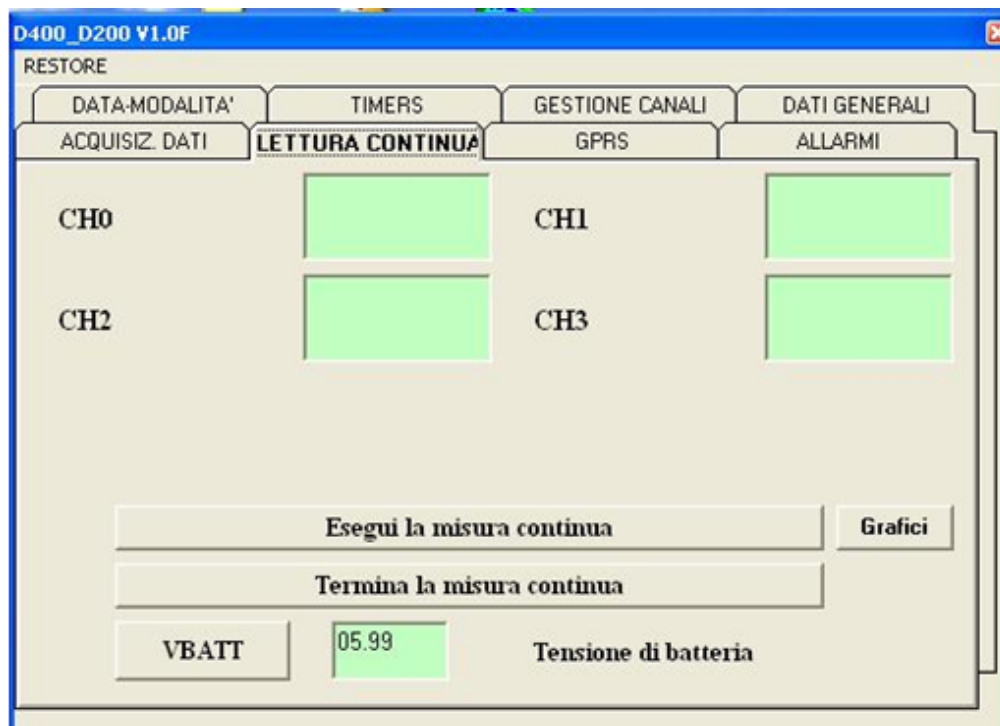 D400_D200 V1.0F
RESTORE
DATA-MODALITA' TIMERS GESTIONE CANALI DATI GENERALI
ACQUISIZ. DATI LETTURA CONTINUA GPRS ALLARMI
CH0 CH1
CH2 CH3
Esegui la misura continua Grafici
Termina la misura continua
VBATT 05.99 Tensione di batteria